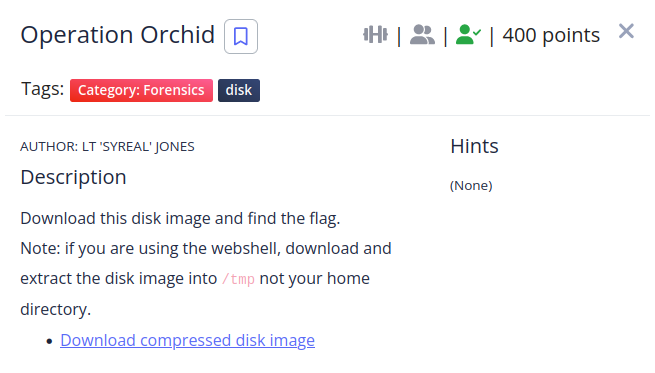 Operation Orchid
| | | 400 points
Tags: Category: Forensics disk
AUTHOR: LT 'SYREAL' JONES
Description
Download this disk image and find the flag.
Note: if you are using the webshell, download and
extract the disk image into /tmp not your home
directory.
• Download compressed disk image
Hints
(None)